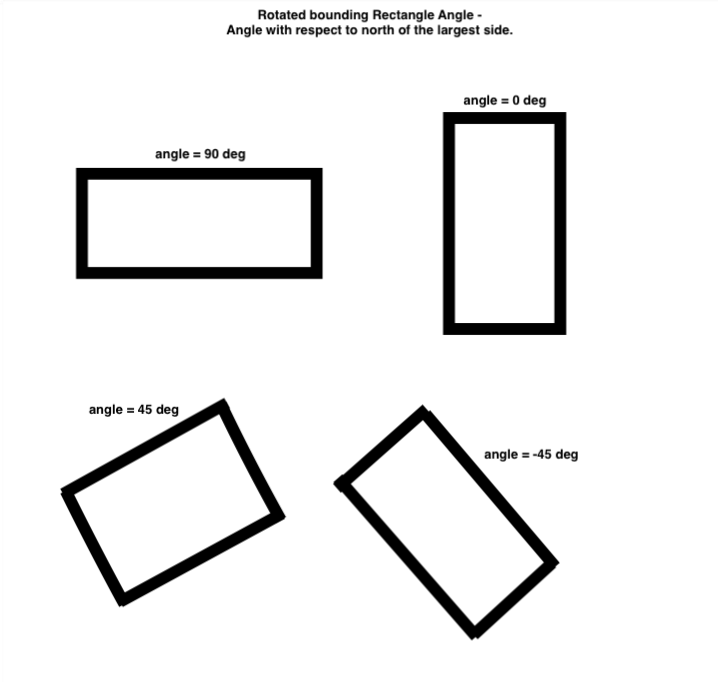 Rotated bounding Rectangle Angle -
Angle with respect to north of the largest side.
angle = 0 deg
angle = 90 deg
angle = 45 deg
angle = -45 deg